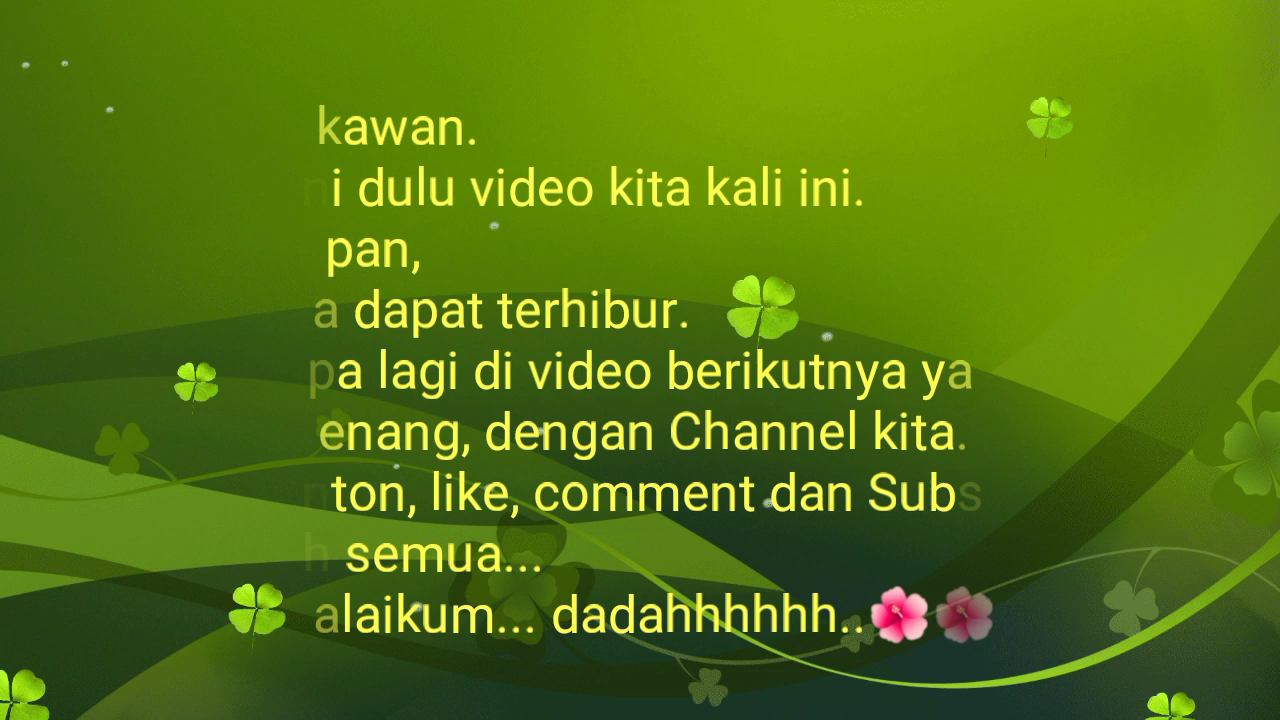 kawan.
i dulu video kita kali ini.
pan,
a dapat terhibur.
pa lagi di video berikutnya ya
enang, dengan Channel kita.
ton, like, comment dan Subs
h semua...
alaikum... dadahhhhhh..